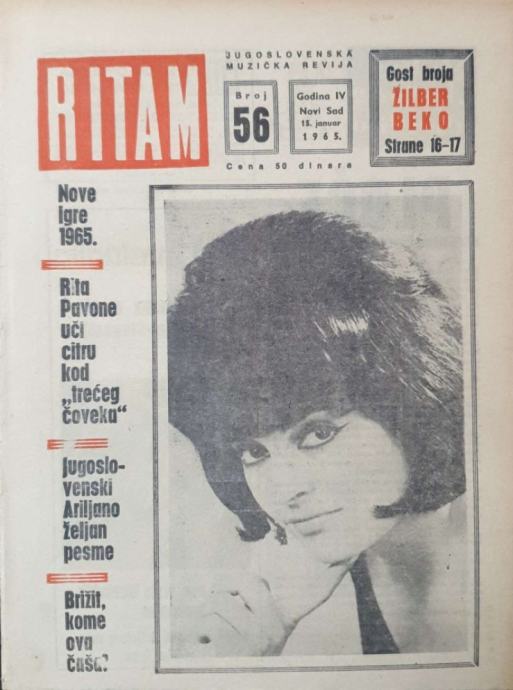 RITAM
JUGOSLOVENSKA
MUZIČKA REVIJA
Broj
56
Godina IV
Novi Sad
15. januar
1965.
Cena 50 dinara
Gost broja
ŽILBER
BEKO
Strane 16-17
Nove
igre
1965.
Rita
Pavone
uči
citru
kod
„trećeg
čoveka“
Jugoslo-
venski
Ariljano
željan
pesme
Brižit,
kome
ova
čaša?